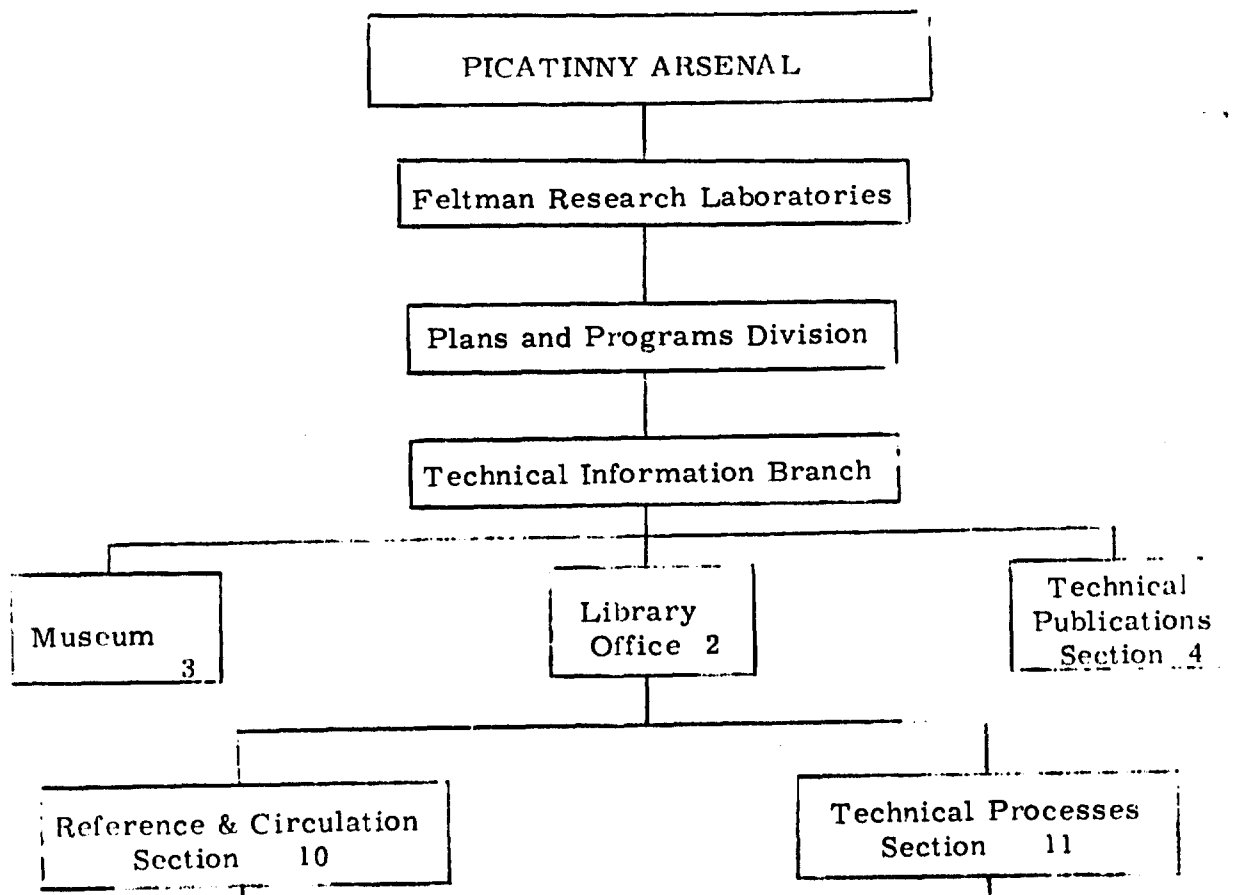 PICATINNY ARSENAL
Feltman Research Laboratories
Plans and Programs Division
Technical Information Branch
Museum
3
Library
Office 2
Technical
Publications
Section 4
Reference & Circulation
Section 10
Technical Processes
Section 11